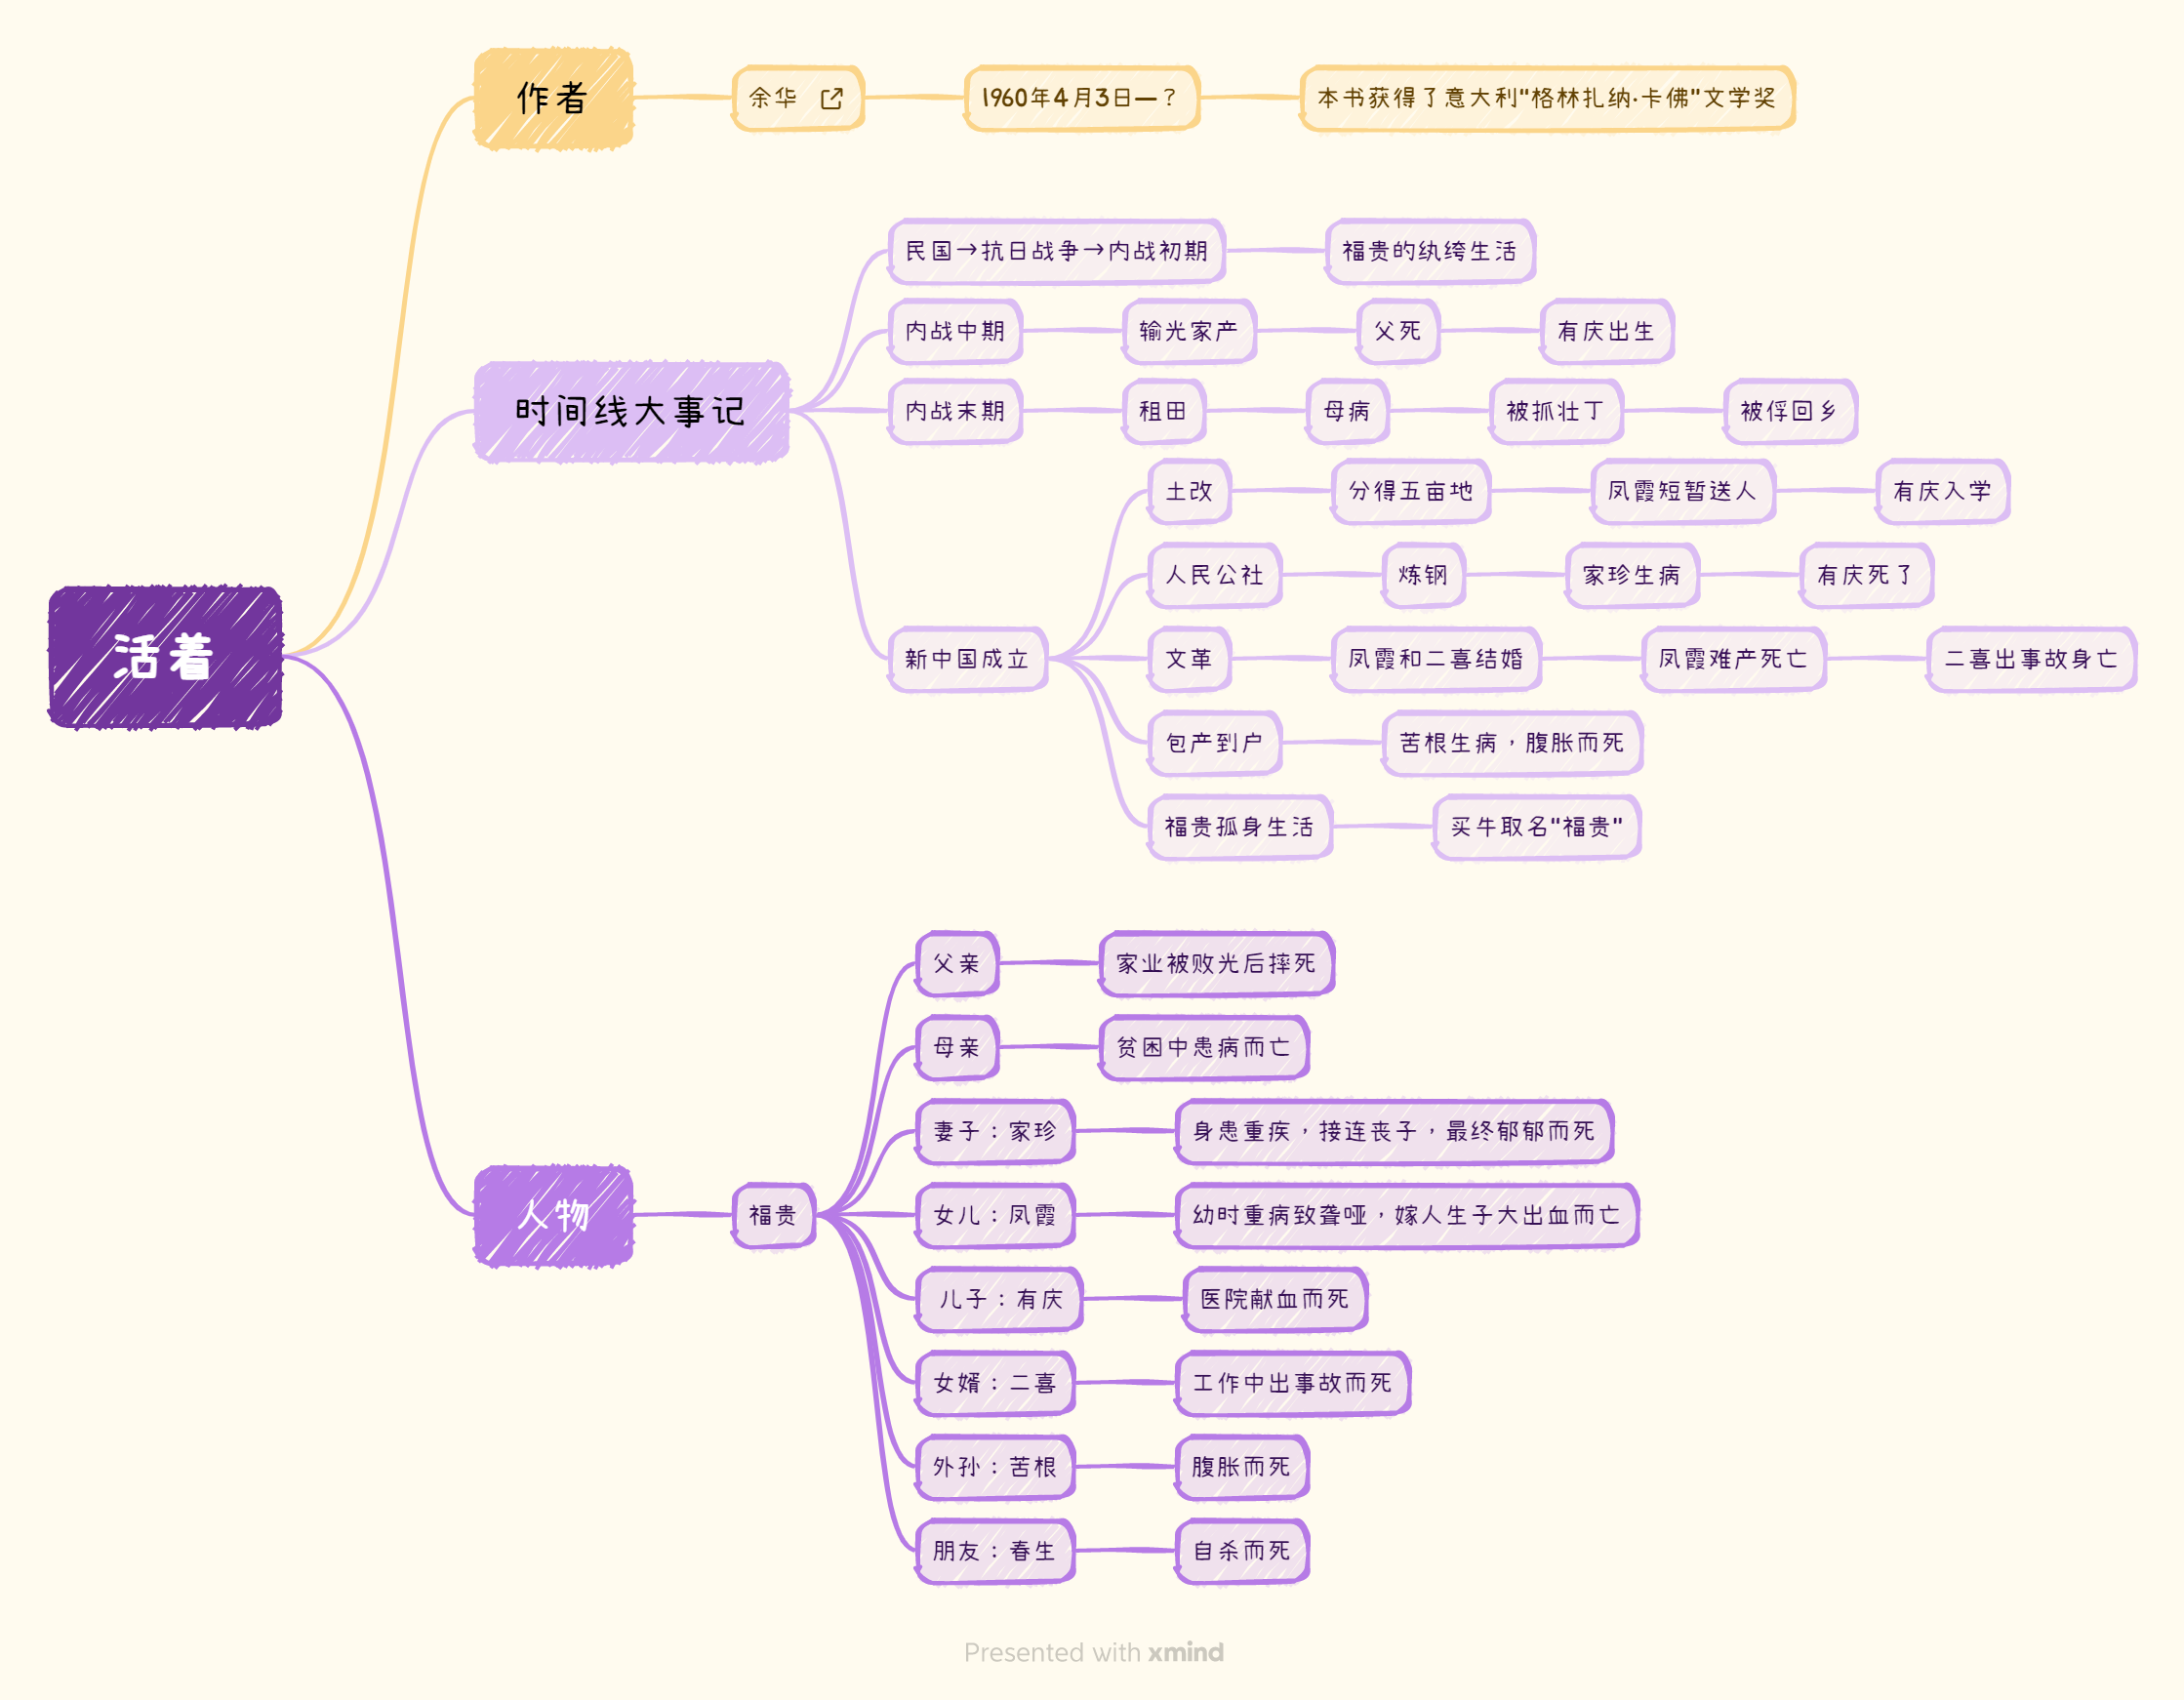 活着
作者
余华
1960年4月3日—？
本书获得了意大利"格林扎纳·卡佛"文学奖
时间线大事记
民国→抗日战争→内战初期
福贵的纨绔生活
内战中期
输光家产
父死
有庆出生
内战末期
租田
母病
被抓壮丁
被俘回乡
新中国成立
土改
分得五亩地
凤霞短暂送人
有庆入学
人民公社
炼钢
家珍生病
有庆死了
文革
凤霞和二喜结婚
凤霞难产死亡
二喜出事故身亡
包产到户
苦根生病，腹胀而死
福贵孤身生活
买牛取名"福贵"
人物
福贵
父亲
家业被败光后摔死
母亲
贫困中患病而亡
妻子：家珍
身患重疾，接连丧子，最终郁郁而死
女儿：凤霞
幼时重病致聋哑，嫁人生子大出血而亡
儿子：有庆
医院献血而死
女婿：二喜
工作中出事故而死
外孙：苦根
腹胀而死
朋友：春生
自杀而死
Presented with xmind